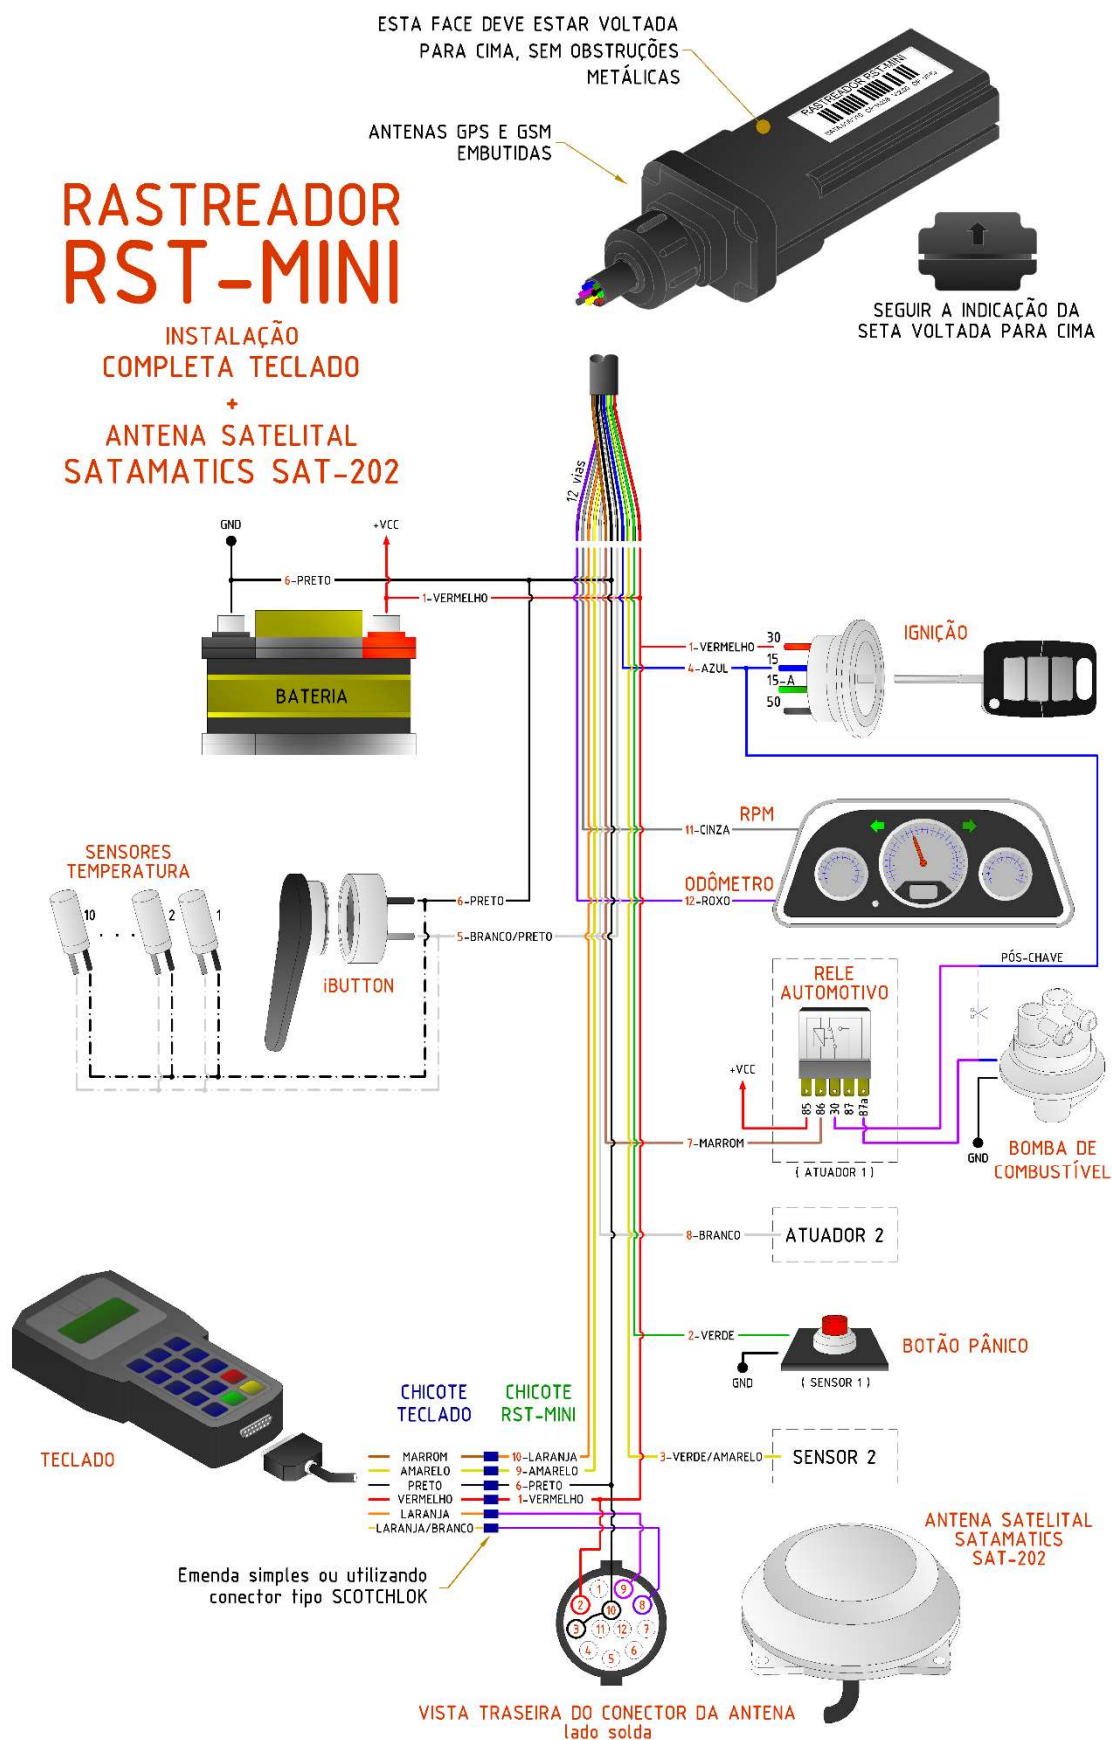 ESTA FACE DEVE ESTAR VOLTADA
PARA CIMA, SEM OBSTRUÇÕES
METÁLICAS
RASTREADOR RST-MINI
ANTENAS GPS E GSM
EMBUTIDAS
RASTREADOR
RST-MINI
INSTALAÇÃO
COMPLETA TECLADO
+
ANTENA SATELITAL
SATAMATICS SAT-202
SEGUIR A INDICAÇÃO DA
SETA VOLTADA PARA CIMA
12 vias
GND
+VCC
6-PRETO
1-VERMELHO
BATERIA
1-VERMELHO
30
4-AZUL
15
15-A
50
IGNIÇÃO
RPM
11-CINZA
ODÔMETRO
12-ROXO
SENSORES
TEMPERATURA
10
2
1
6-PRETO
5-BRANCO/PRETO
iBUTTON
PÓS-CHAVE
RELE
AUTOMOTIVO
+VCC
85
86
30
87
87a
7-MARROM
( ATUADOR 1 )
GND
BOMBA DE
COMBUSTÍVEL
8-BRANCO
ATUADOR 2
2-VERDE
BOTÃO PÂNICO
GND
( SENSOR 1 )
TECLADO
CHICOTE
TECLADO
CHICOTE
RST-MINI
MARROM
10-LARANJA
AMARELO
9-AMARELO
PRETO
6-PRETO
VERMELHO
1-VERMELHO
LARANJA
LARANJA/BRANCO
3-VERDE/AMARELO
SENSOR 2
Emenda simples ou utilizando
conector tipo SCOTCHLOK
ANTENA SATELITAL
SATAMATICS
SAT-202
1
9
2
10
8
3
11
12
7
4
5
6
VISTA TRASEIRA DO CONECTOR DA ANTENA
lado solda